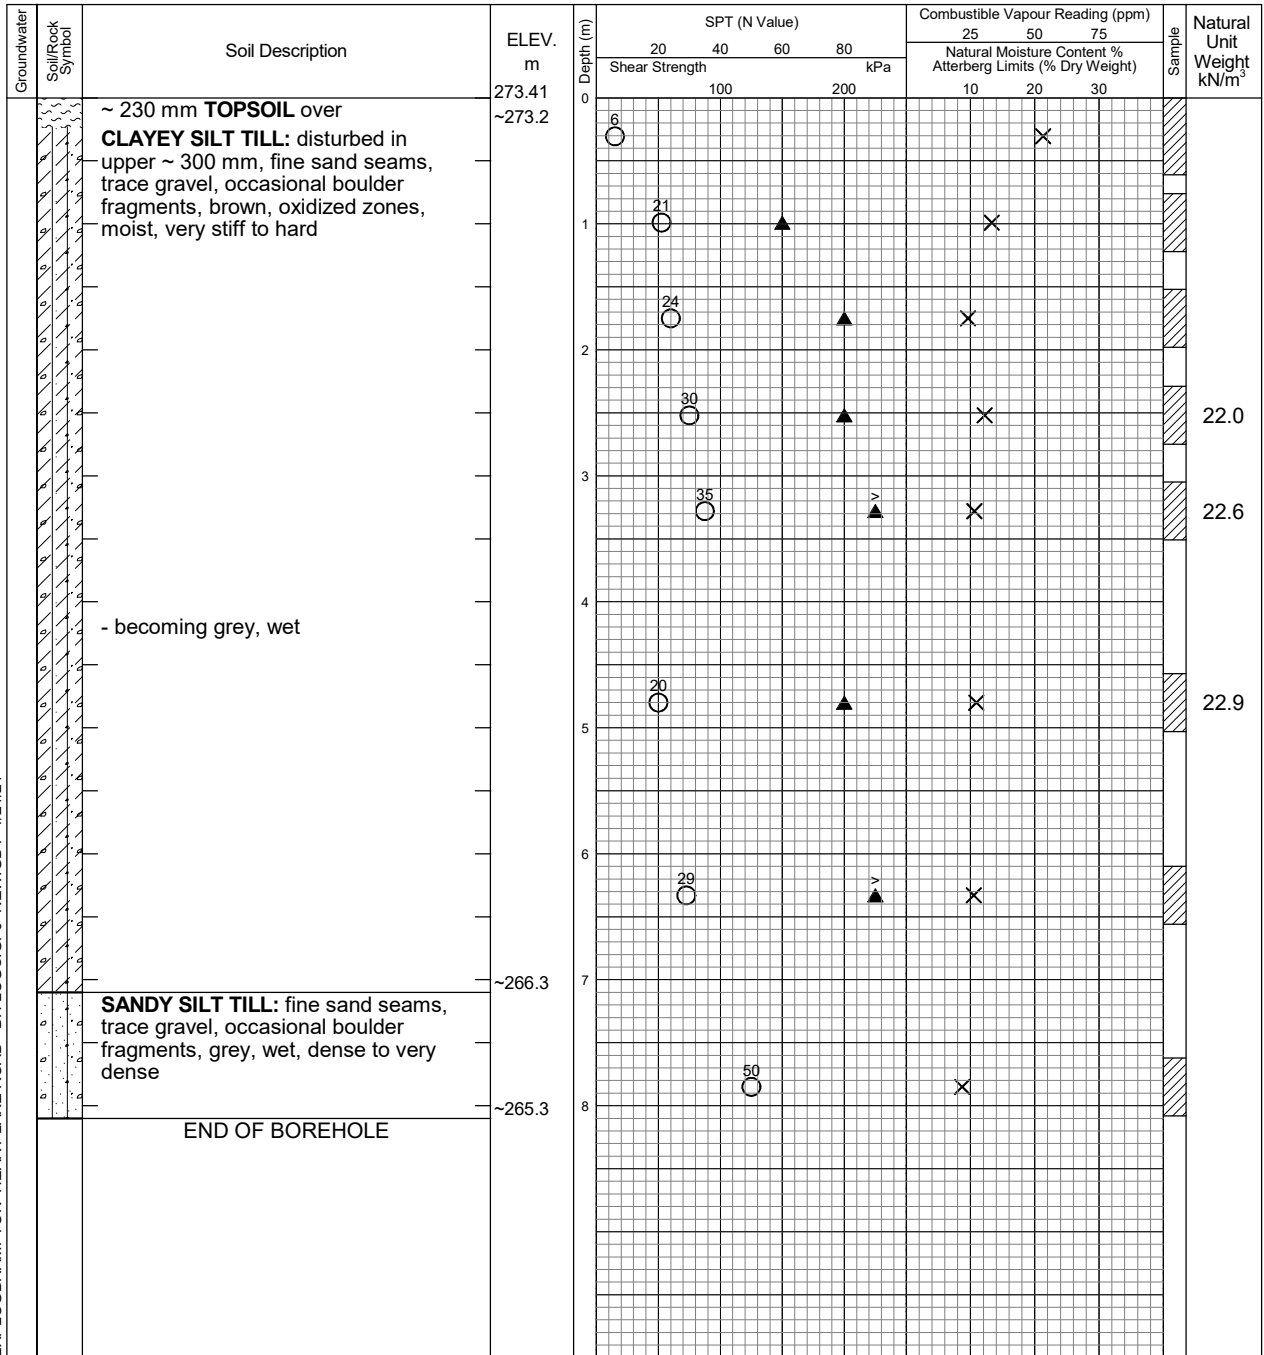 Groundwater
Soil/Rock
Symbol
Soil Description
ELEV.
m
Depth (m)
SPT (N Value)
20 40 60 80
Shear Strength kPa
100 200
Combustible Vapour Reading (ppm)
25 50 75
Natural Moisture Content %
Atterberg Limits (% Dry Weight)
10 20 30
Sample
Natural
Unit
Weight
kN/m³
273.41
0
~ 230 mm TOPSOIL over
~273.2
6
CLAYEY SILT TILL: disturbed in
upper ~ 300 mm, fine sand seams,
trace gravel, occasional boulder
fragments, brown, oxidized zones,
moist, very stiff to hard
21
1
24
2
30
22.0
3
35
>
22.6
4
- becoming grey, wet
20
22.9
5
6
29
>
7
~266.3
SANDY SILT TILL: fine sand seams,
trace gravel, occasional boulder
fragments, grey, wet, dense to very
dense
50
8
~265.3
END OF BOREHOLE